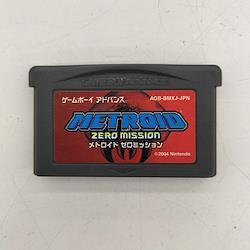 ゲームボーイ アドバンス
AGB-BMXJ-JPN
METROID
ZERO MISSION
メトロイド ゼロミッション
©2004 Nintendo